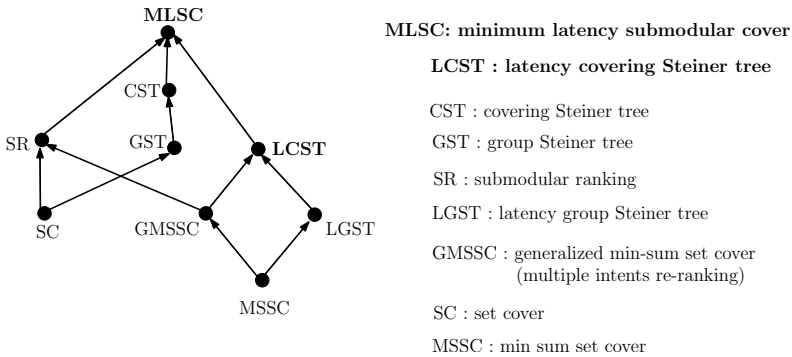 MLSC
CST
SR
GST
LCST
SC
GMSSC
LGST
MSSC
MLSC: minimum latency submodular cover
LCST : latency covering Steiner tree
CST : covering Steiner tree
GST : group Steiner tree
SR : submodular ranking
LGST : latency group Steiner tree
GMSSC : generalized min-sum set cover
(multiple intents re-ranking)
SC : set cover
MSSC : min sum set cover